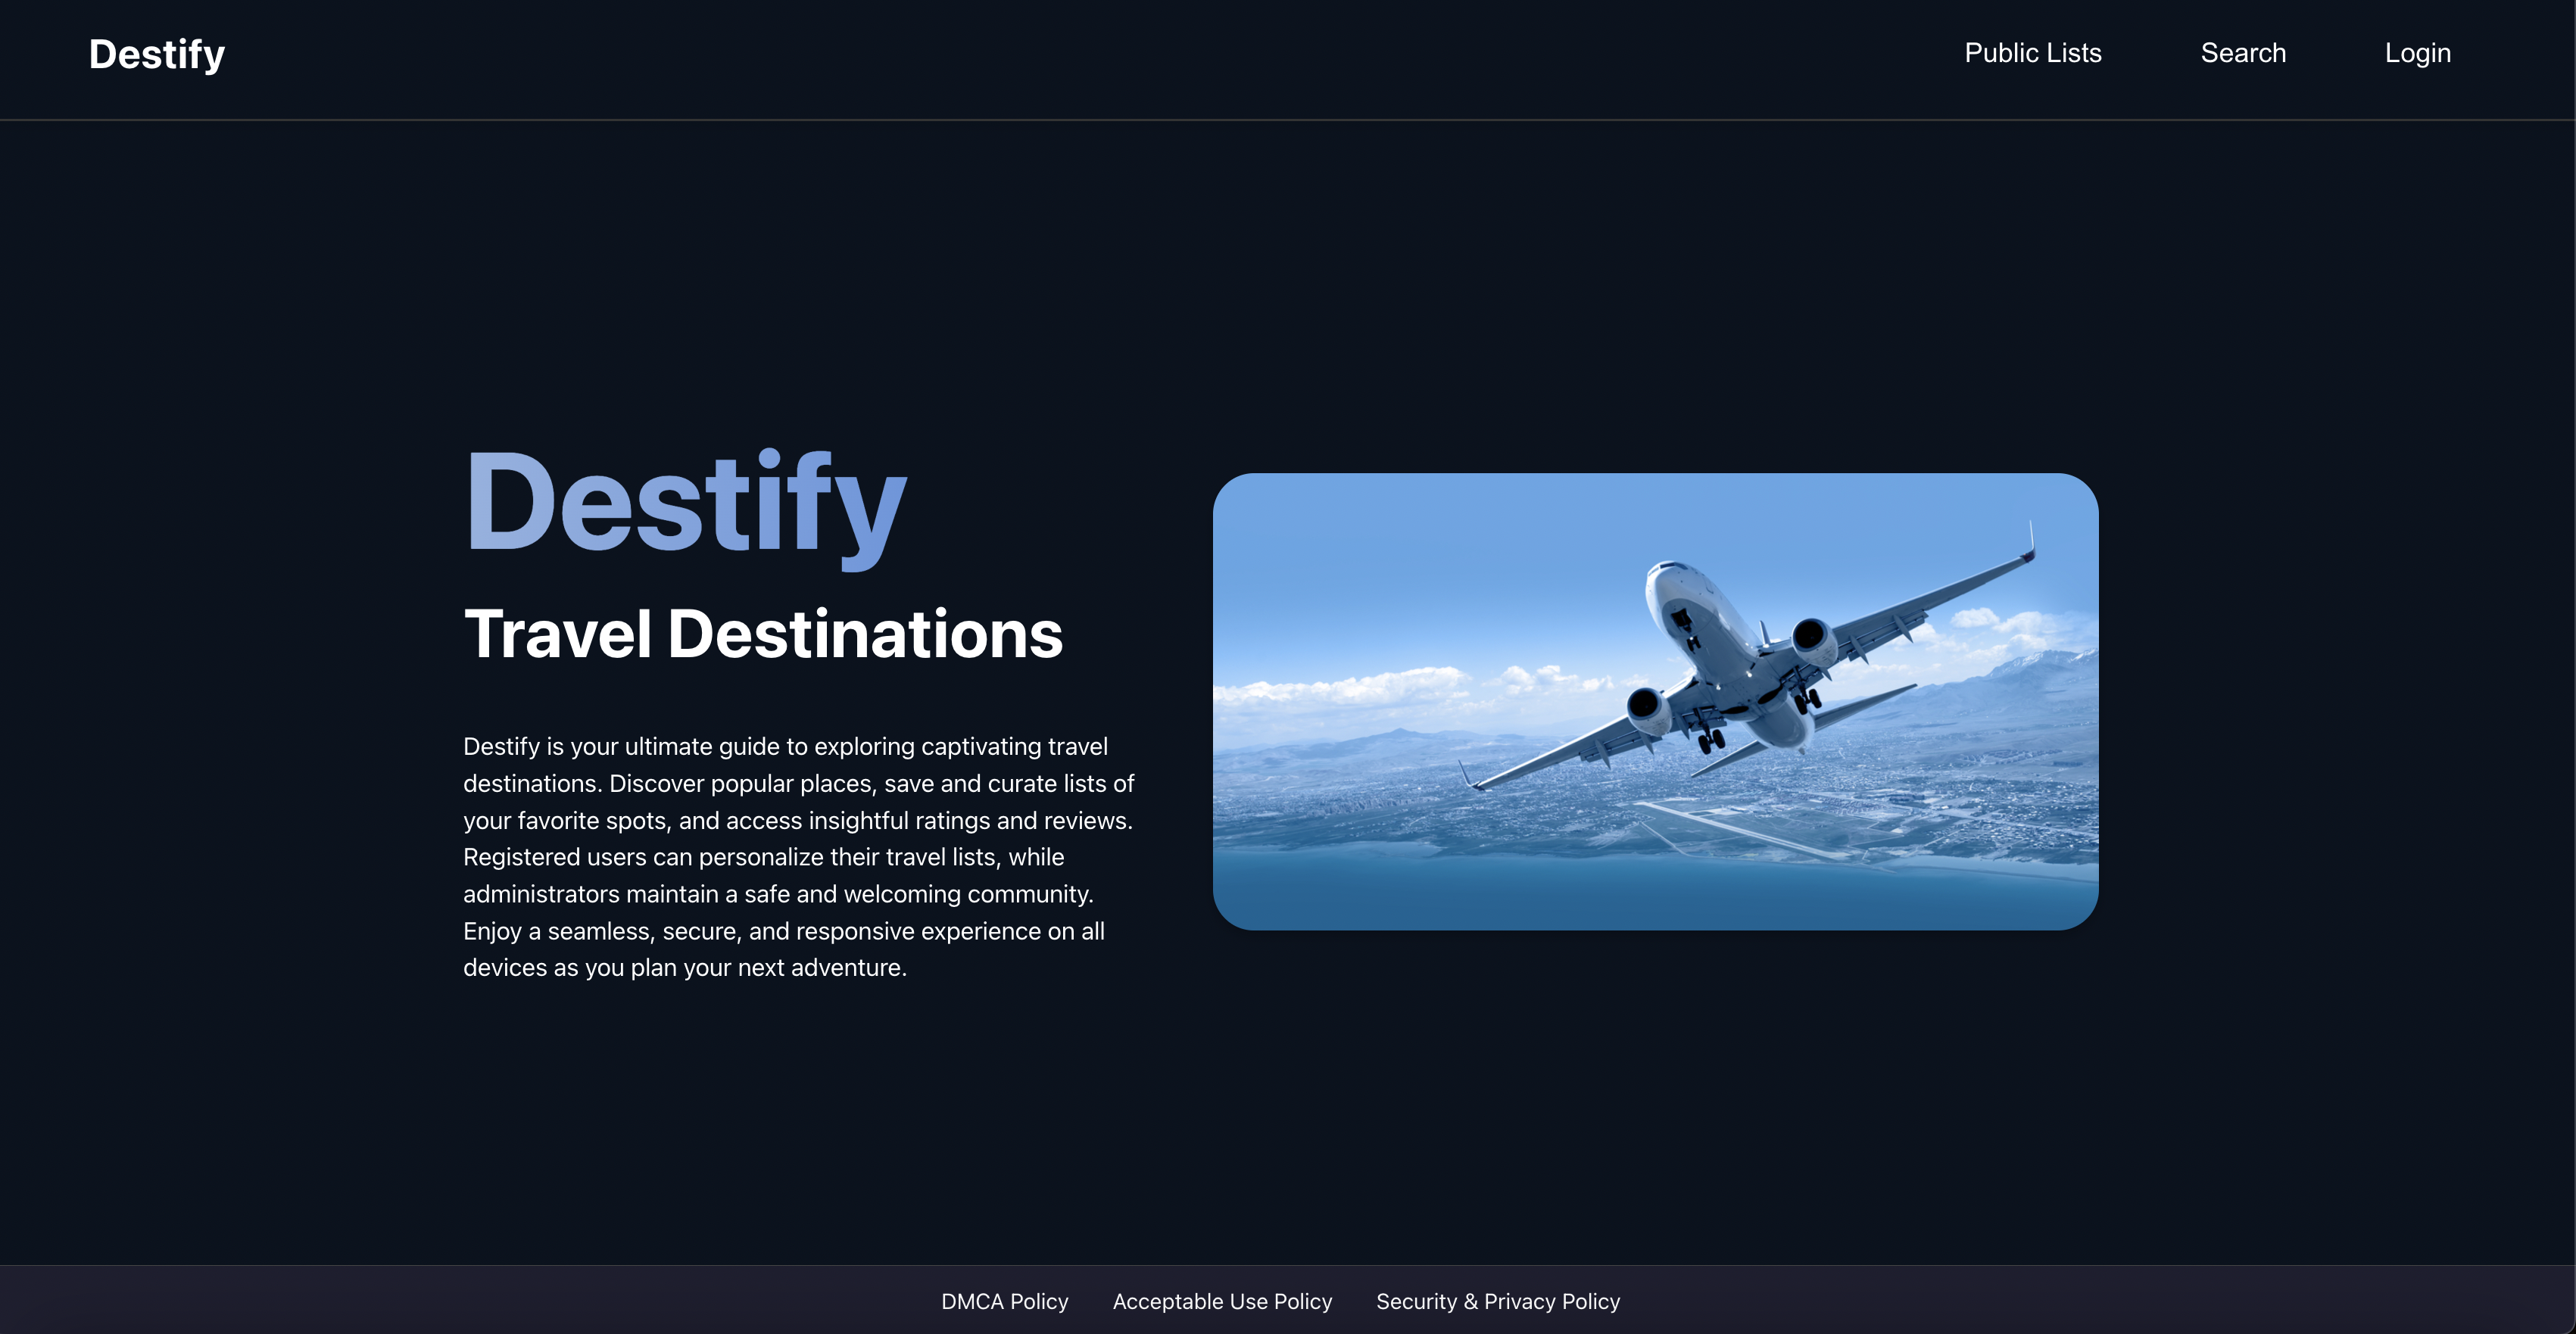 Destify
Public Lists
Search
Login
Destify
Travel Destinations
Destify is your ultimate guide to exploring captivating travel
destinations. Discover popular places, save and curate lists of
your favorite spots, and access insightful ratings and reviews.
Registered users can personalize their travel lists, while
administrators maintain a safe and welcoming community.
Enjoy a seamless, secure, and responsive experience on all
devices as you plan your next adventure.
DMCA Policy
Acceptable Use Policy
Security & Privacy Policy